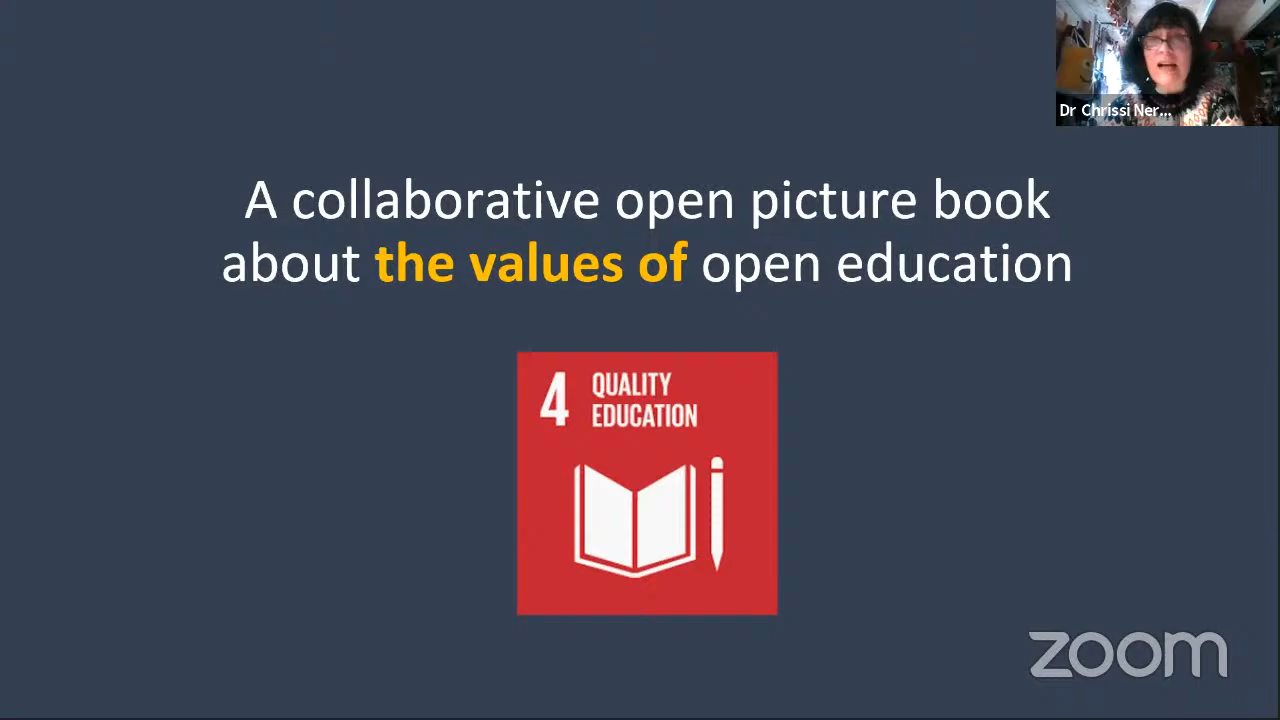 Dr Chrissi Ner...
A collaborative open picture book
about the values of open education
4 QUALITY
EDUCATION
zoom